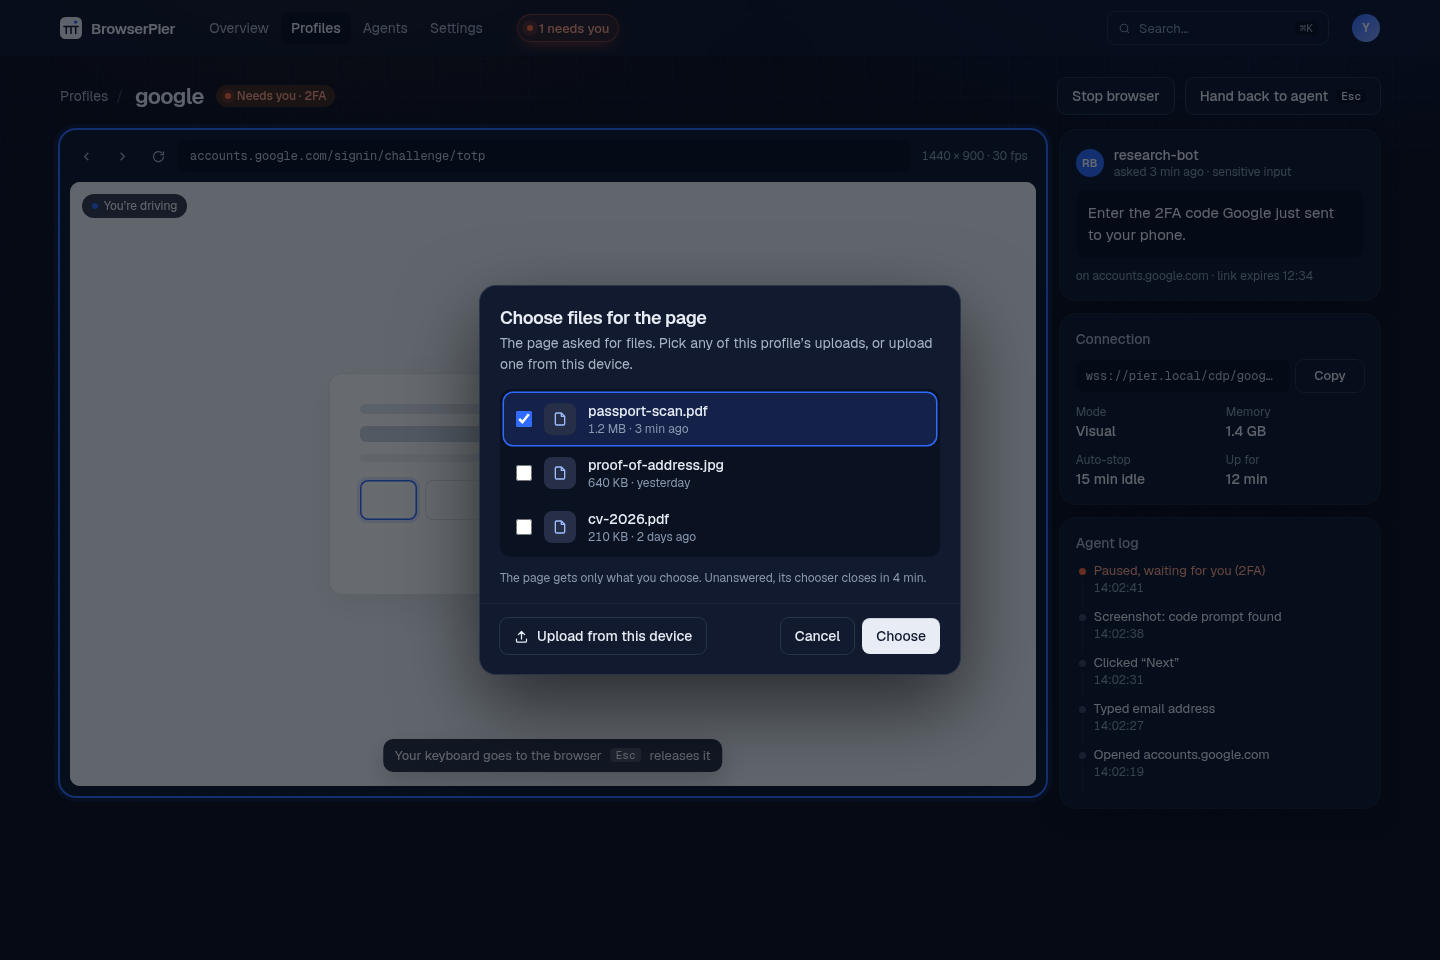 BrowserPier
Overview
Profiles
Agents
Settings
1 needs you
Search...
⌘K
Y
Profiles /
google
Needs you · 2FA
Stop browser
Hand back to agent Esc
accounts.google.com/signin/challenge/totp
1440 × 900 · 30 fps
You're driving
Choose files for the page
The page asked for files. Pick any of this profile's uploads, or upload
one from this device.
passport-scan.pdf
1.2 MB · 3 min ago
proof-of-address.jpg
640 KB · yesterday
cv-2026.pdf
210 KB · 2 days ago
The page gets only what you choose. Unanswered, its chooser closes in 4 min.
Upload from this device
Cancel
Choose
Your keyboard goes to the browser Esc releases it
RB
research-bot
asked 3 min ago · sensitive input
Enter the 2FA code Google just sent
to your phone.
on accounts.google.com · link expires 12:34
Connection
wss://pier.local/cdp/goog…
Copy
Mode
Visual
Memory
1.4 GB
Auto-stop
15 min idle
Up for
12 min
Agent log
Paused, waiting for you (2FA)
14:02:41
Screenshot: code prompt found
14:02:38
Clicked “Next”
14:02:31
Typed email address
14:02:27
Opened accounts.google.com
14:02:19